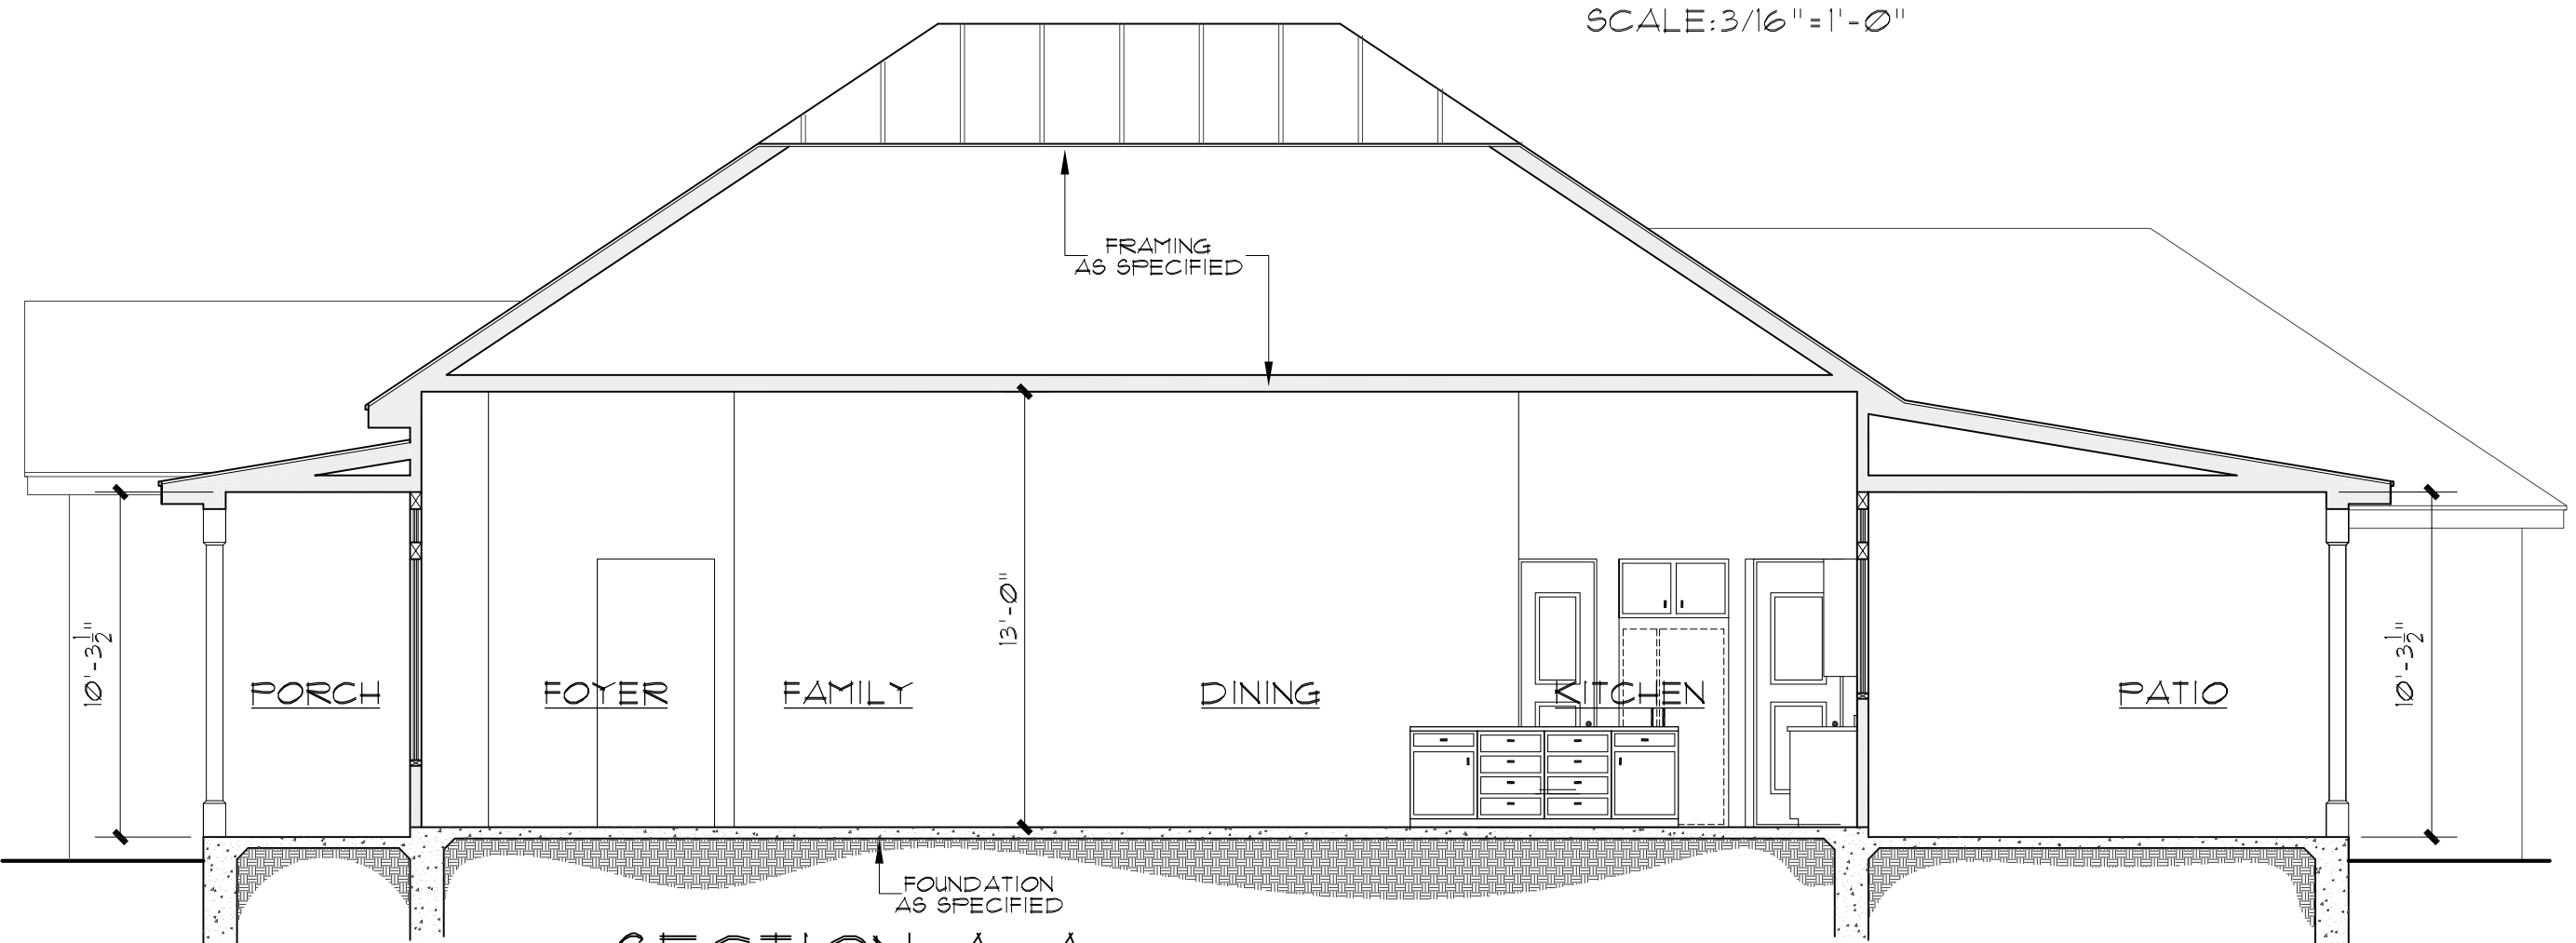 SCALE: 3/16"=1'-0"
FRAMING
AS SPECIFIED
13'-0"
10'-3 1/2"
10'-3 1/2"
PORCH
FOYER
FAMILY
DINING
KITCHEN
PATIO
FOUNDATION
AS SPECIFIED
SECTION A-A